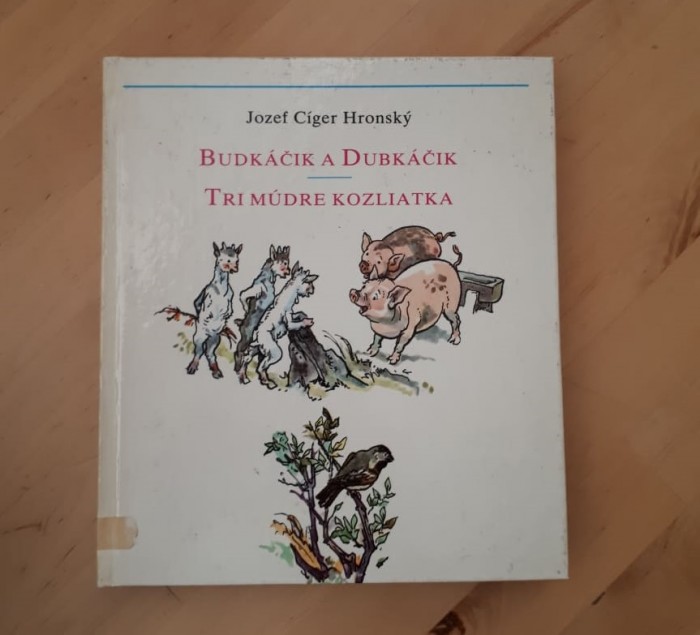 Jozef Cíger Hronský
BUDKÁČIK A DUBKÁČIK
TRI MÚDRE KOZLIATKA